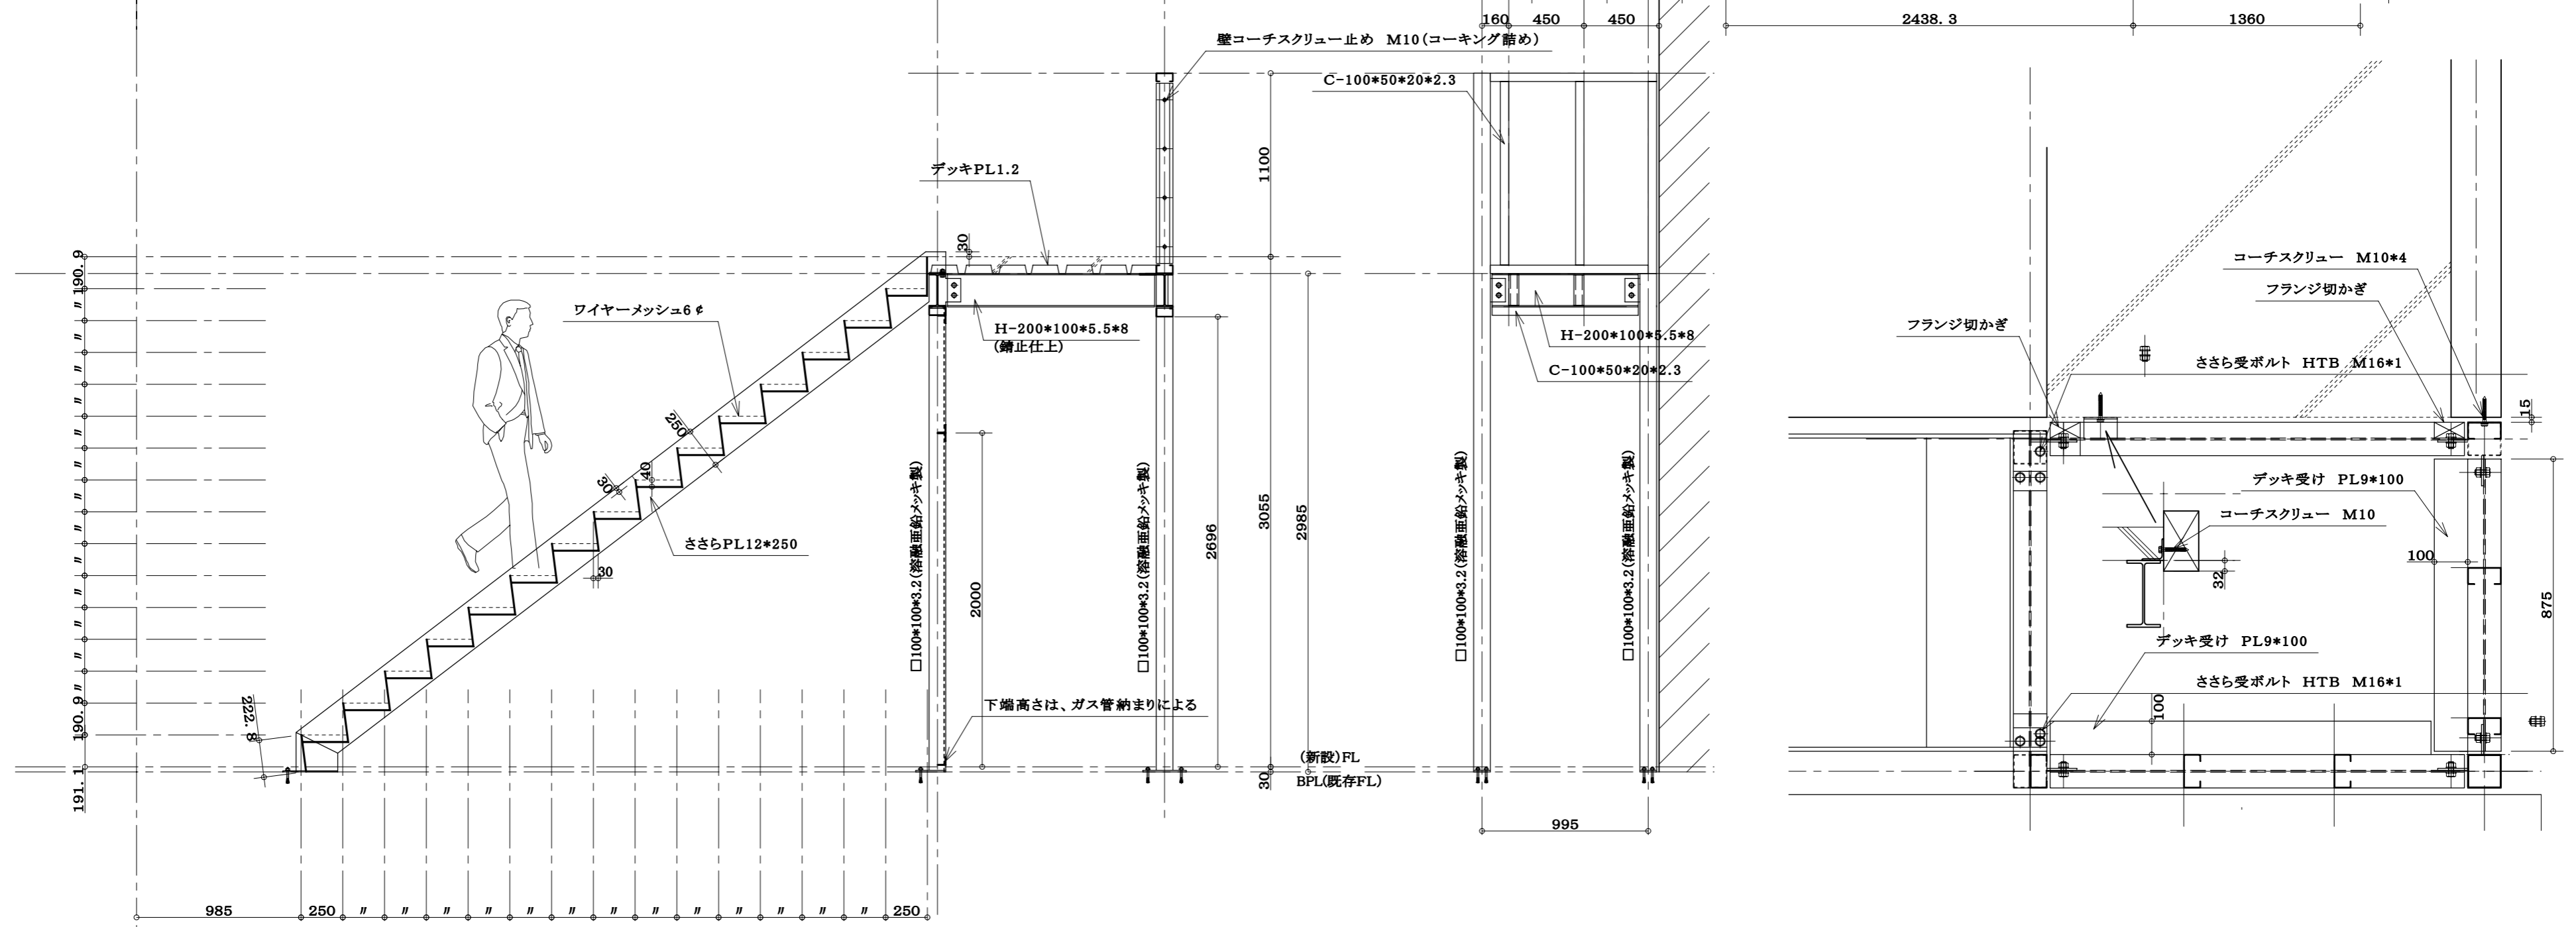 160
450
450
2438. 3
1360
壁コーチスクリュー止め　M10(コーキング詰め)
C-100*50*20*2.3
デッキPL1.2
1100
30
190. 9
〃
〃
〃
〃
〃
〃
〃
〃
〃
〃
〃
〃
〃
190. 9
222. 8
191. 1
ワイヤーメッシュ6￠
H-200*100*5.5*8
(錆止仕上)
250
30
40
30
ささらPL12*250
□100*100*3.2(溶融亜鉛メッキ製)
2000
□100*100*3.2(溶融亜鉛メッキ製)
2696
3055
2985
30
下端高さは、ガス管納まりによる
(新設)FL
BPL(既存FL)
H-200*100*5.5*8
C-100*50*20*2.3
□100*100*3.2(溶融亜鉛メッキ製)
□100*100*3.2(溶融亜鉛メッキ製)
995
985
250
〃
〃
〃
〃
〃
〃
〃
〃
〃
〃
〃
〃
〃
250
コーチスクリュー　M10*4
フランジ切かぎ
フランジ切かぎ
ささら受ボルト　HTB　M16*1
15
デッキ受け　PL9*100
コーチスクリュー　M10
100
32
875
デッキ受け　PL9*100
ささら受ボルト　HTB　M16*1
100